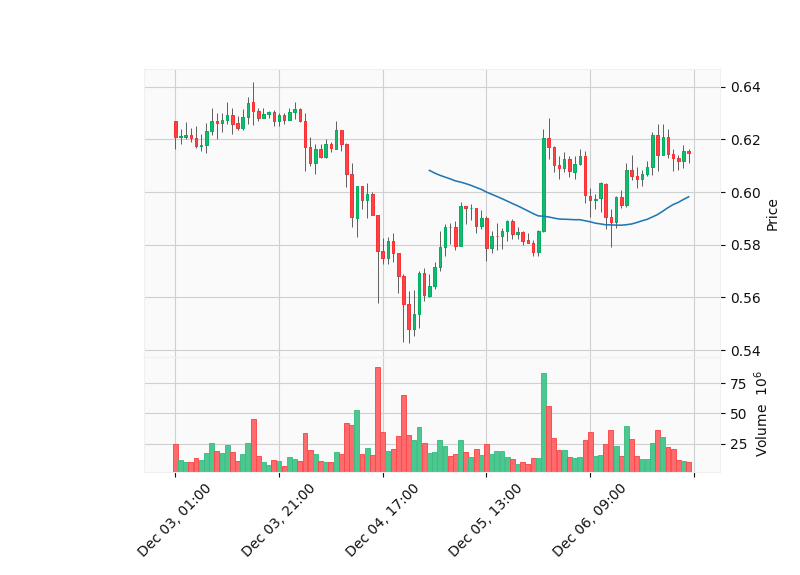 0.64
0.62
0.60
0.58
0.56
0.54
Price
75
50
25
Volume 10^6
Dec 03, 01:00
Dec 03, 21:00
Dec 04, 17:00
Dec 05, 13:00
Dec 06, 09:00